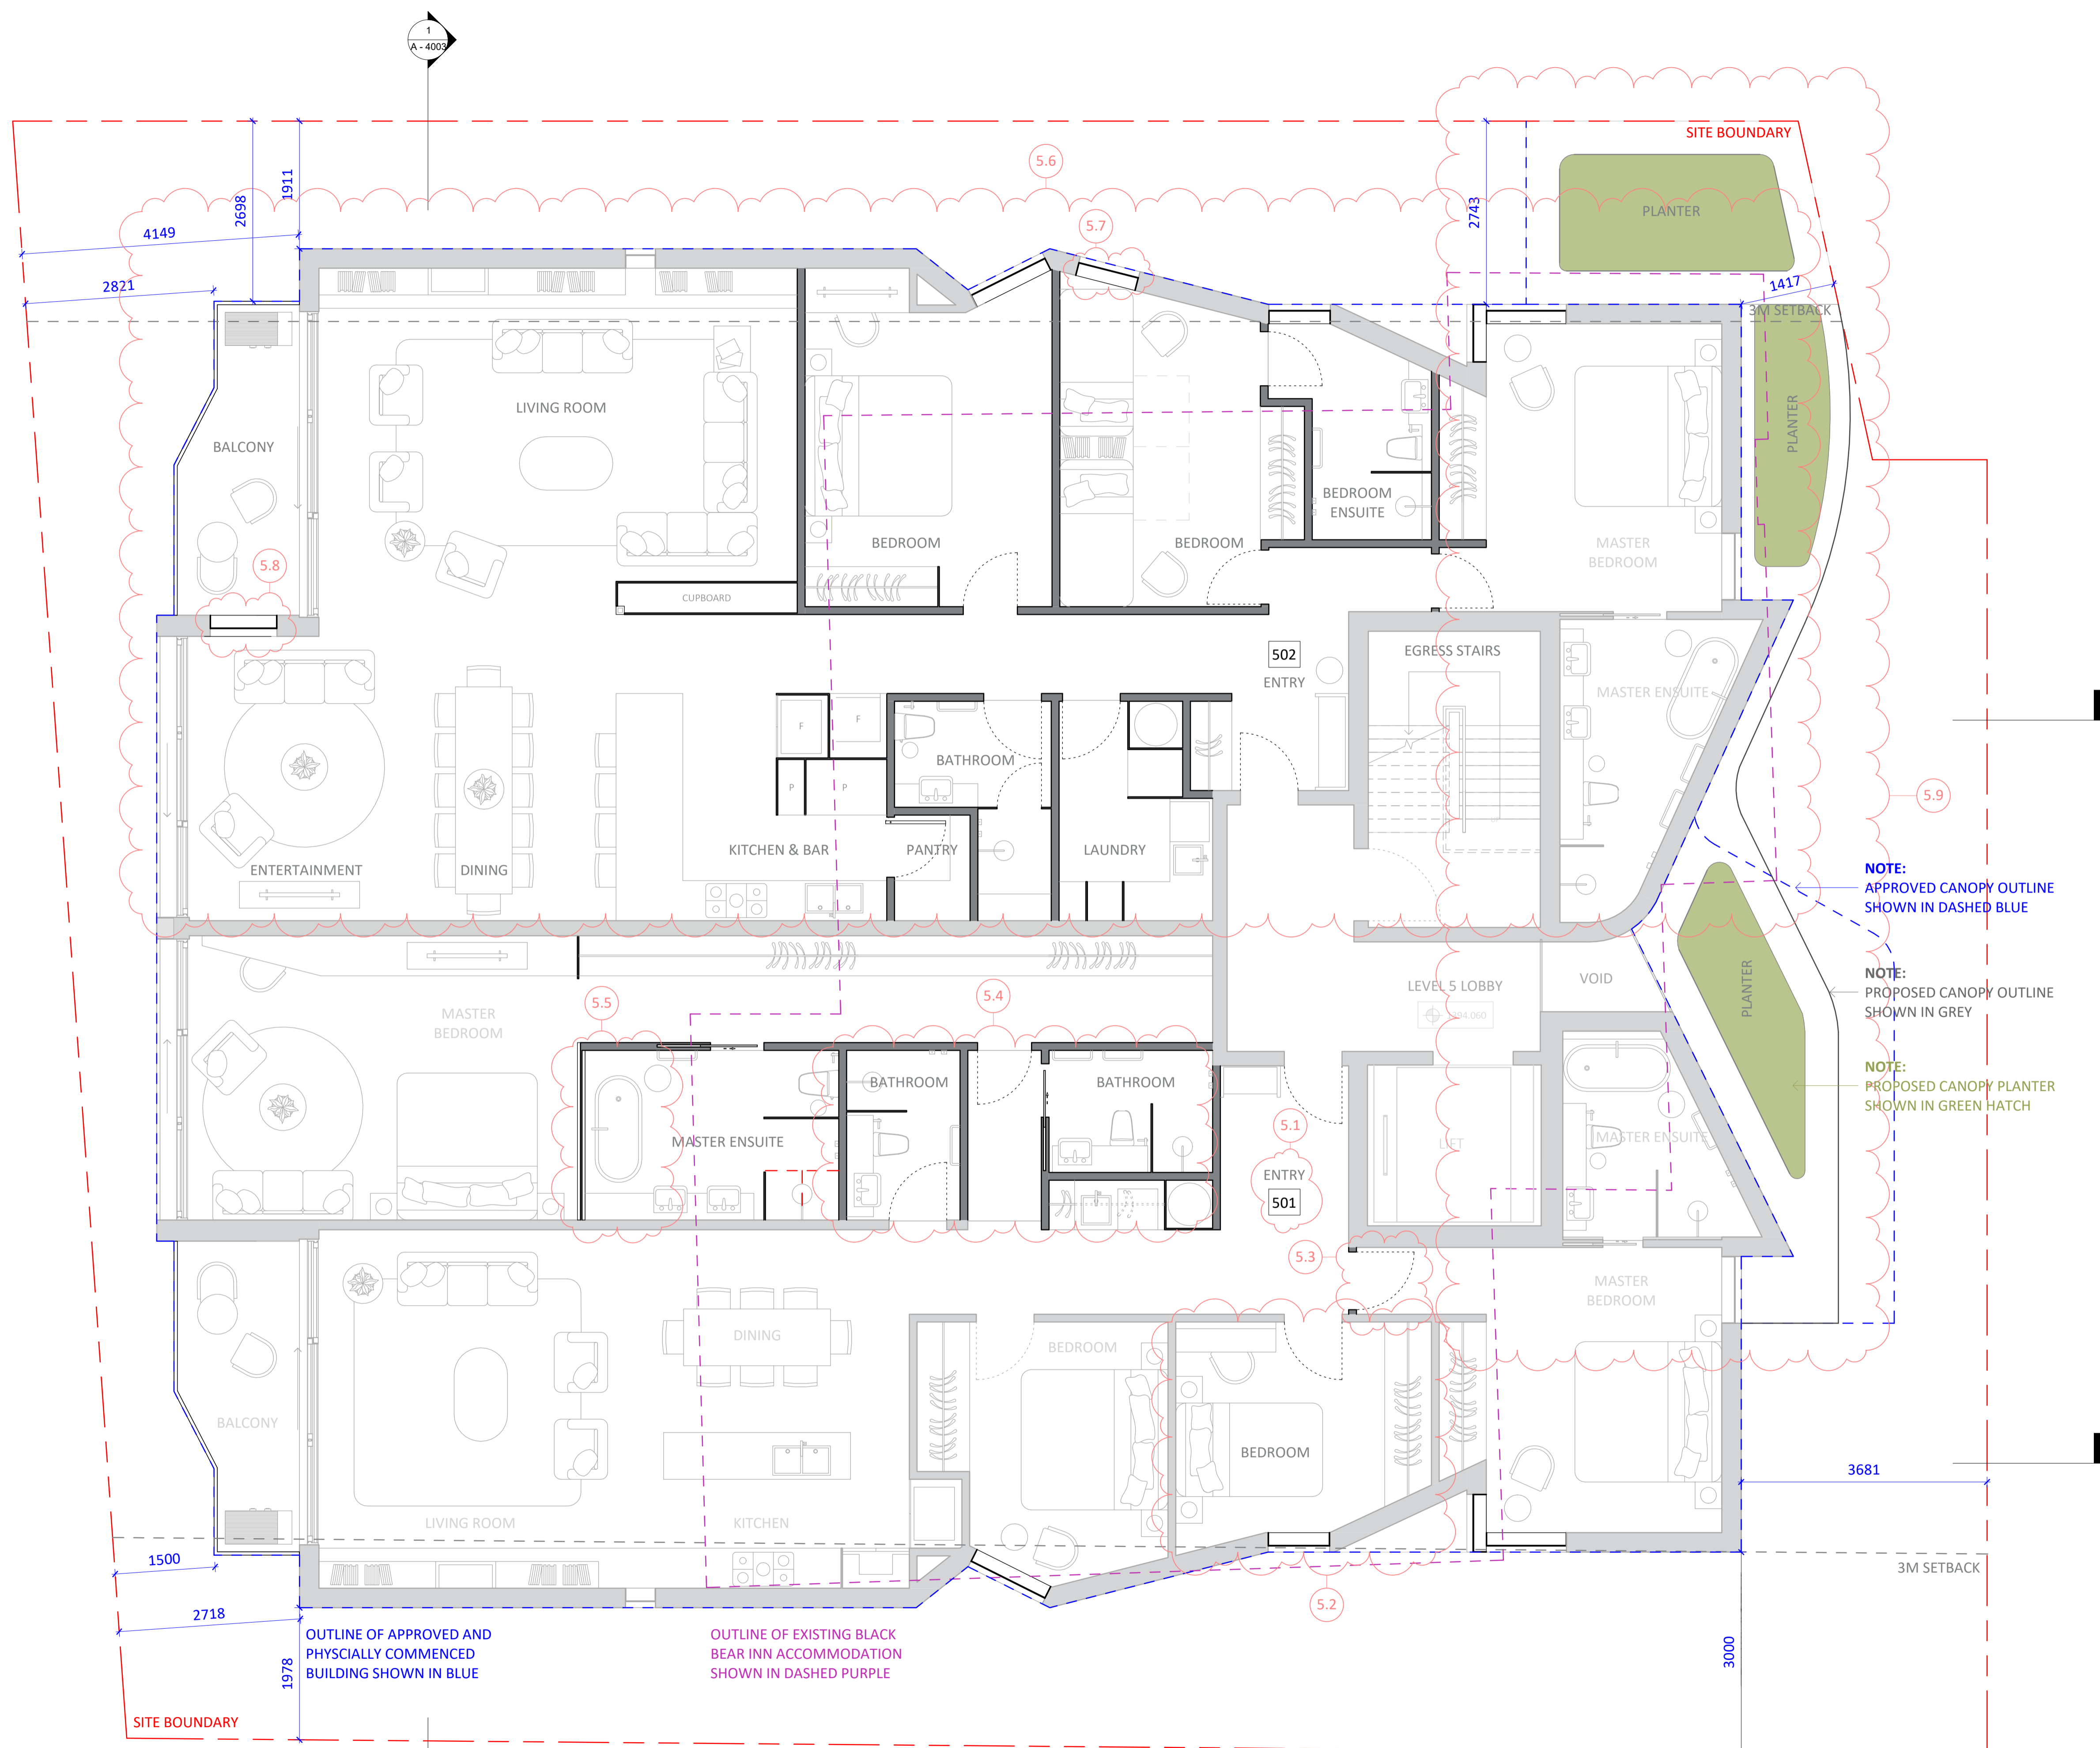 1
A - 4003
SITE BOUNDARY
5.6
1911
2698
2743
PLANTER
4149
5.7
2821
1417
3M SETBACK
LIVING ROOM
BALCONY
PLANTER
BEDROOM
ENSUITE
BEDROOM
BEDROOM
MASTER
BEDROOM
5.8
CUPBOARD
502
ENTRY
EGRESS STAIRS
MASTER ENSUITE
F
F
BATHROOM
P
P
5.9
ENTERTAINMENT
DINING
KITCHEN & BAR
PANTRY
LAUNDRY
NOTE:
APPROVED CANOPY OUTLINE
SHOWN IN DASHED BLUE
VOID
LEVEL 5 LOBBY
PLANTER
NOTE:
PROPOSED CANOPY OUTLINE
SHOWN IN GREY
5.5
5.4
MASTER
BEDROOM
NOTE:
PROPOSED CANOPY PLANTER
SHOWN IN GREEN HATCH
BATHROOM
BATHROOM
5.1
MASTER ENSUITE
LIFT
MASTER ENSUITE
ENTRY
501
5.3
MASTER
BEDROOM
DINING
BEDROOM
BALCONY
BEDROOM
3681
LIVING ROOM
KITCHEN
1500
3M SETBACK
2718
5.2
OUTLINE OF APPROVED AND
PHYSCIALLY COMMENCED
BUILDING SHOWN IN BLUE
OUTLINE OF EXISTING BLACK
BEAR INN ACCOMMODATION
SHOWN IN DASHED PURPLE
1978
3000
SITE BOUNDARY